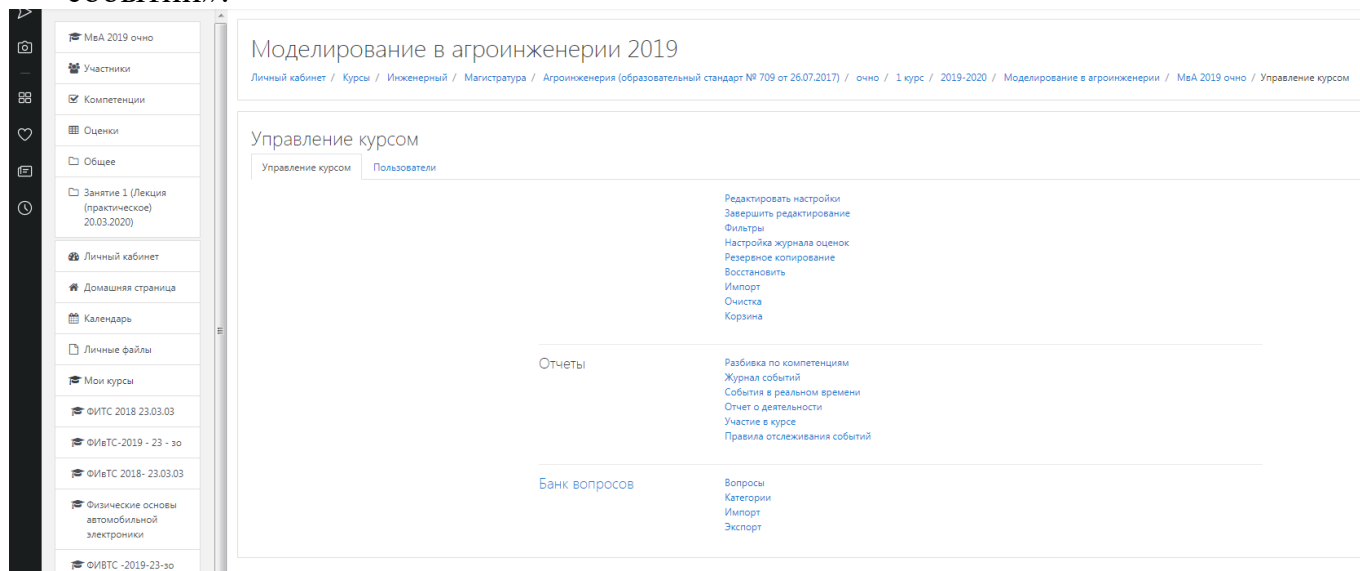 событий»:
МвА 2019 очно
Участники
Компетенции
Оценки
Общее
Занятие 1 (Лекция
(практическое)
20.03.2020)
Личный кабинет
Домашняя страница
Календарь
Личные файлы
Мои курсы
ФИТС 2018 23.03.03
ФИвТС-2019 - 23 - зо
ФИвТС 2018- 23.03.03
Физические основы
автомобильной
электроники
ФИВТС -2019-23-зо
Моделирование в агроинженерии 2019
Личный кабинет / Курсы / Инженерный / Магистратура / Агроинженерия (образовательный стандарт № 709 от 26.07.2017) / очно / 1 курс / 2019-2020 / Моделирование в агроинженерии / МвА 2019 очно / Управление курсом
Управление курсом
Управление курсом Пользователи
Редактировать настройки
Завершить редактирование
Фильтры
Настройка журнала оценок
Резервное копирование
Восстановить
Импорт
Очистка
Корзина
Отчеты
Разбивка по компетенциям
Журнал событий
События в реальном времени
Отчет о деятельности
Участие в курсе
Правила отслеживания событий
Банк вопросов
Вопросы
Категории
Импорт
Экспорт